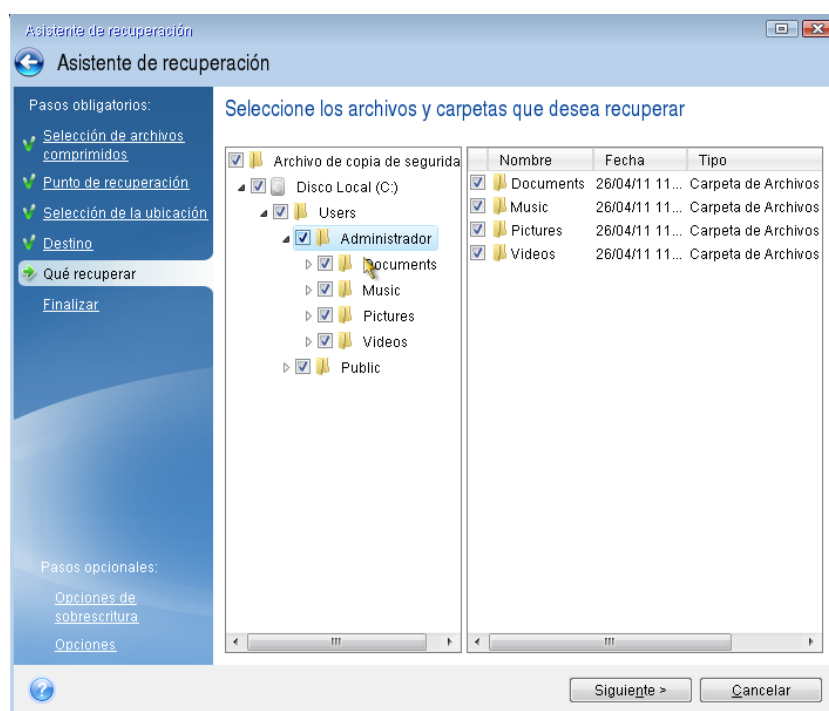 Asistente de recuperación
Asistente de recuperación
Pasos obligatorios:
Selección de archivos
comprimidos
Punto de recuperación
Selección de la ubicación
Destino
Qué recuperar
Finalizar
Pasos opcionales:
Opciones de
sobrescritura
Opciones
Seleccione los archivos y carpetas que desea recuperar
Archivo de copia de segurida
Disco Local (C:)
Users
Administrador
Documents
Music
Pictures
Videos
Public
Nombre Fecha Tipo
Documents 26/04/11 11... Carpeta de Archivos
Music 26/04/11 11... Carpeta de Archivos
Pictures 26/04/11 11... Carpeta de Archivos
Videos 26/04/11 11... Carpeta de Archivos
Siguiente > Cancelar